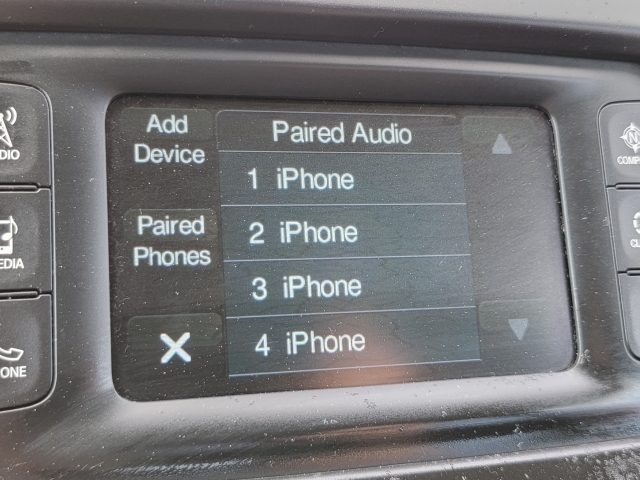 Add
Device
Paired Audio
1 iPhone
Paired
Phones
2 iPhone
3 iPhone
4 iPhone